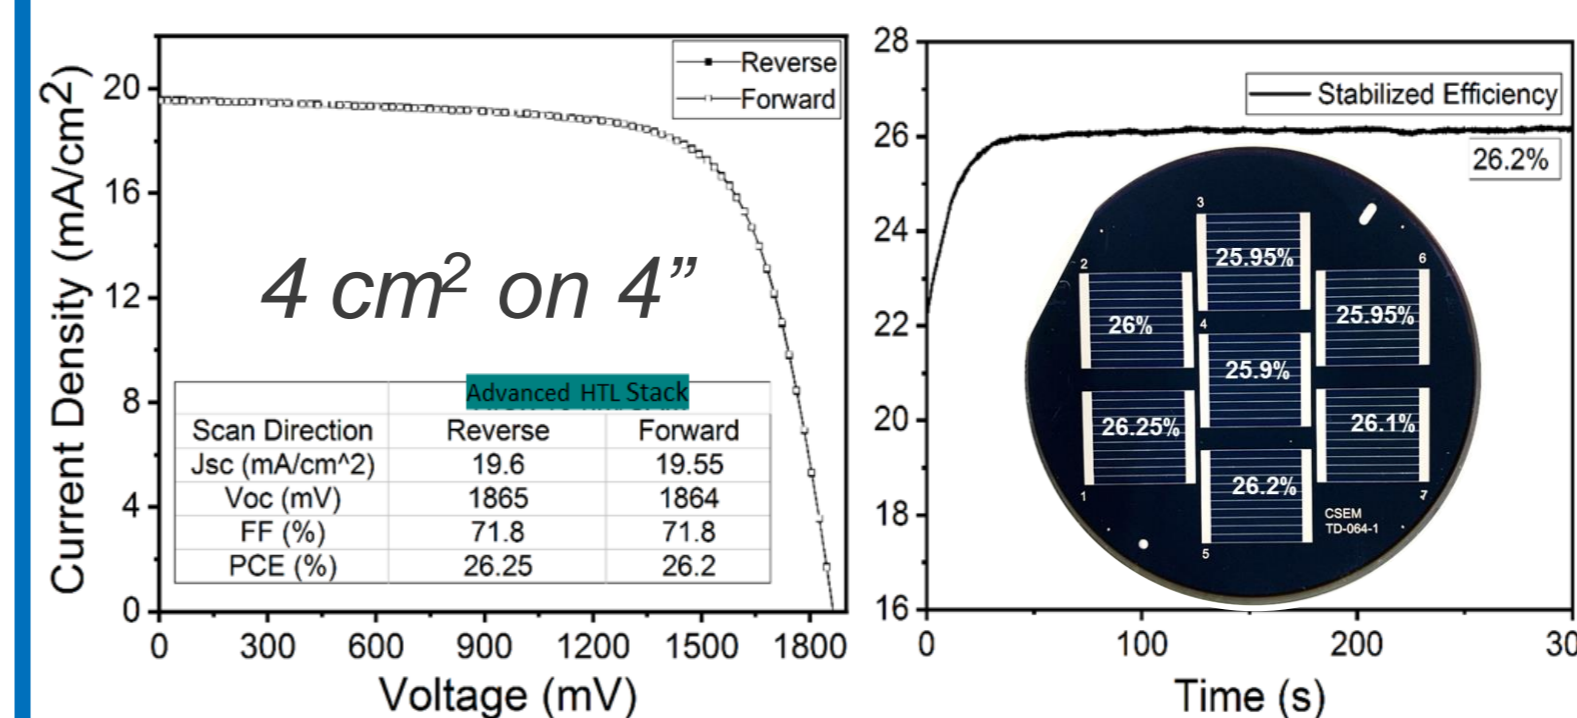 Current Density (mA/cm²)
20
16
12
8
4
0
Reverse
Forward
4 cm² on 4”
Advanced HTL Stack
Scan Direction Reverse Forward
Jsc (mA/cm^2) 19.6 19.55
Voc (mV) 1865 1864
FF (%) 71.8 71.8
PCE (%) 26.25 26.2
0 300 600 900 1200 1500 1800
Voltage (mV)
28
26
24
22
20
18
16
Stabilized Efficiency
26.2%
3
25.95%
2
26%
6
25.95%
4
25.9%
26.25%
1
26.1%
7
26.2%
5
CSEM
TD-064-1
0 100 200 30
Time (s)